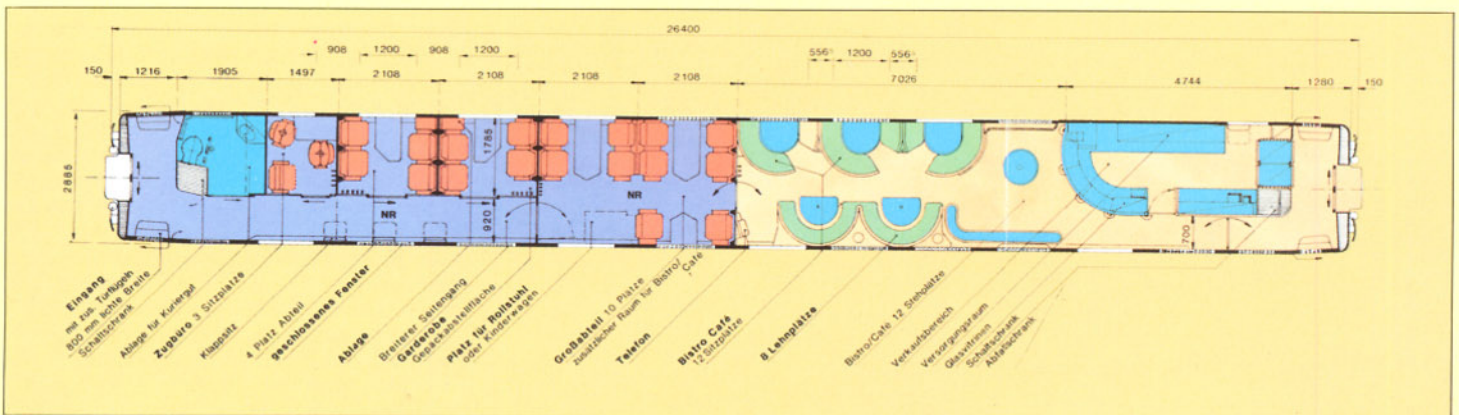 26400
908 1200 908 1200 556⁵ 1200 556⁵
150 1216 1905 1497 2108 2108 2108 2108 7026 4744 1280 150
2885
1785
920
700
NR
NR
Eingang
mit zus. Türflügeln
800 mm lichte Breite
Schaltschrank
Ablage für Kuriergut
Zugbüro 3 Sitzplätze
Klappsitz
4 Platz Abteil
geschlossenes Fenster
Ablage
Breiterer Seitengang
Garderobe
Gepäckabstellfläche
Platz für Rollstuhl
oder Kinderwagen
Großabteil 10 Plätze
zusätzlicher Raum für Bistro/Cafe
Telefon
Bistro Café
12 Sitzplätze
8 Lehnplätze
Bistro/Cafe 12 Stehplätze
Verkaufsbereich
Versorgungsraum
Glasvitrinen
Schaltschrank
Abfallschrank